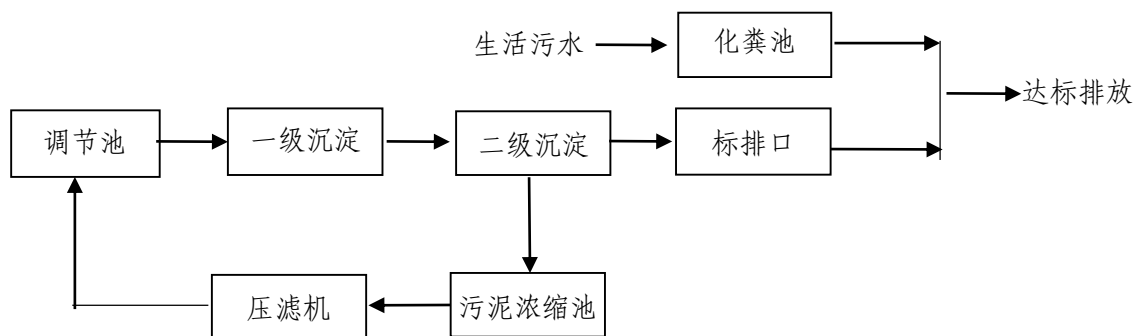 生活污水
化粪池
达标排放
调节池
一级沉淀
二级沉淀
标排口
压滤机
污泥浓缩池